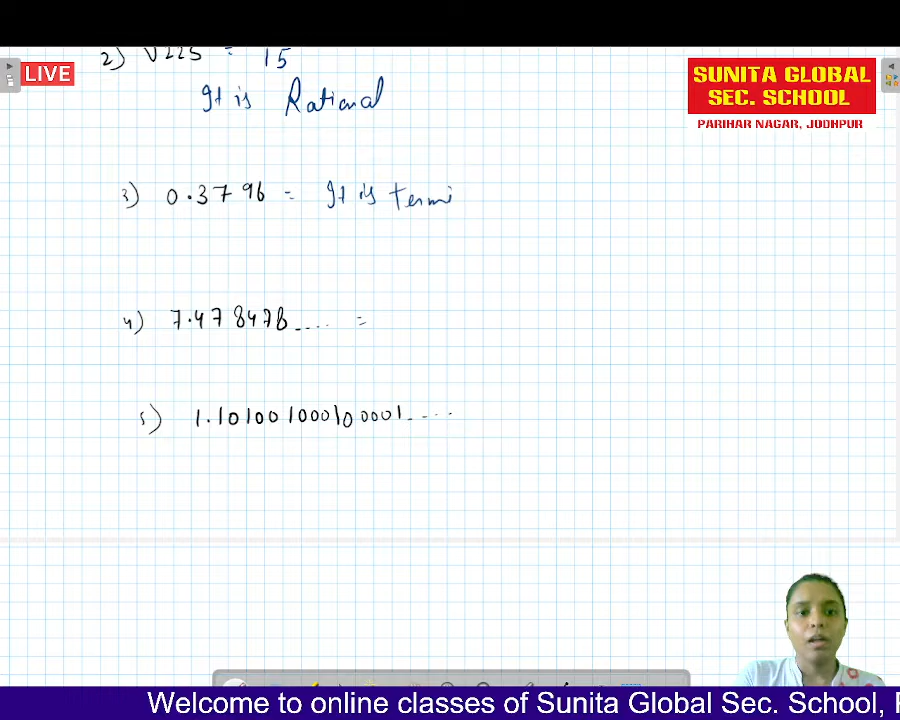 2) √225 = 15
LIVE
It is Rational
SUNITA GLOBAL
SEC. SCHOOL
PARIHAR NAGAR, JODHPUR
3) 0.3796 = It is termi
4) 7.478478.... =
5) 1.101001000100001....
Welcome to online classes of Sunita Global Sec. School,